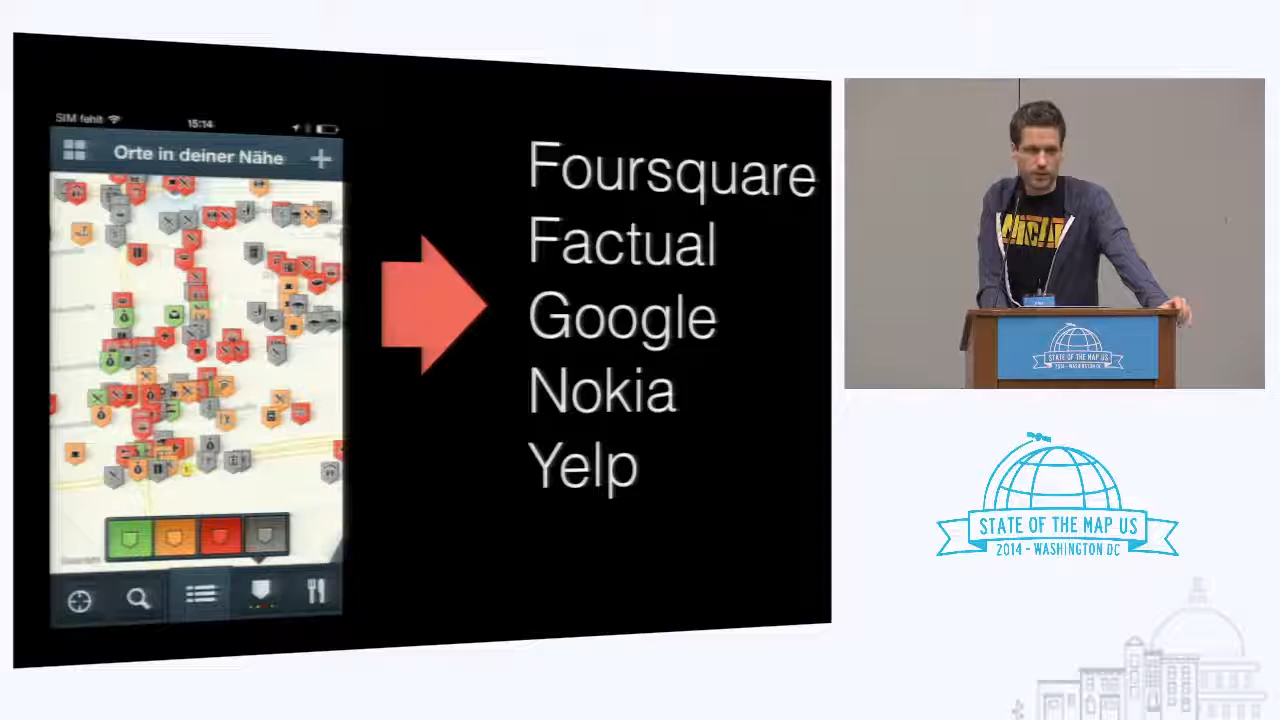 SIM fehlt
15:14
Orte in deiner Nähe
Foursquare
Factual
Google
Nokia
Yelp
STATE OF THE MAP US
2014 - WASHINGTON DC
STATE OF THE MAP US
2014 - WASHINGTON DC